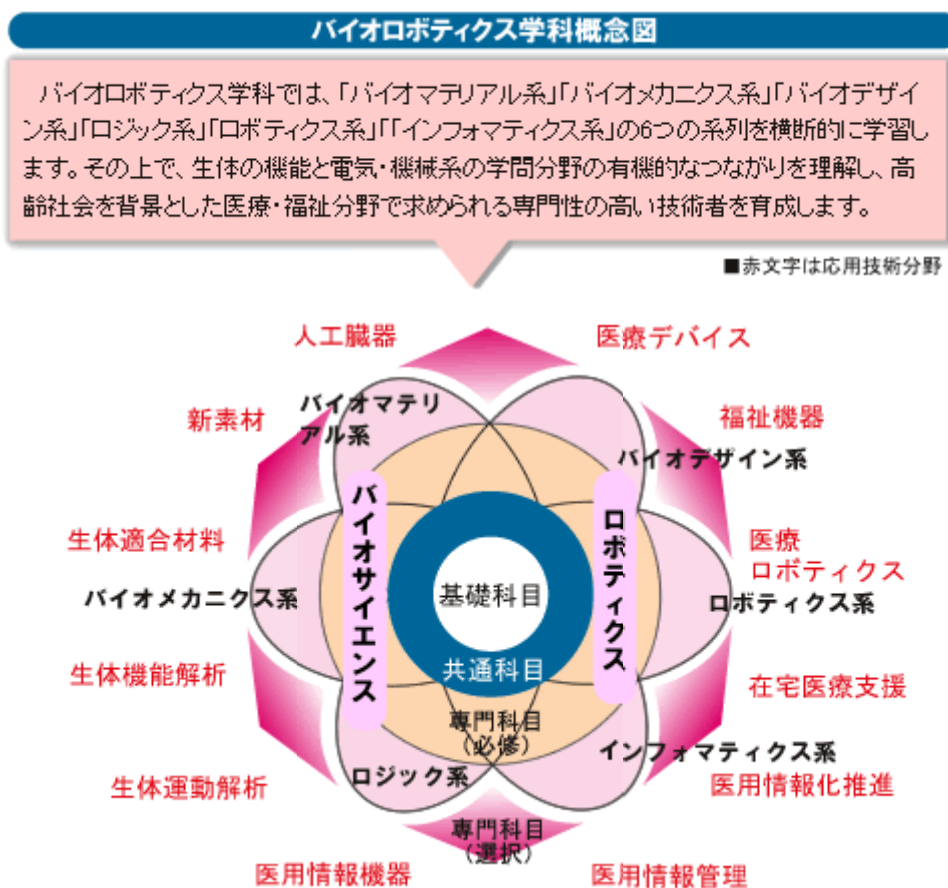 バイオロボティクス学科概念図
バイオロボティクス学科では、「バイオマテリアル系」「バイオメカニクス系」「バイオデザイ
ン系」「ロジック系」「ロボティクス系」「「インフォマティクス系」の6つの系列を横断的に学習し
ます。その上で、生体の機能と電気・機械系の学問分野の有機的なつながりを理解し、高
齢社会を背景とした医療・福祉分野で求められる専門性の高い技術者を育成します。
■赤文字は応用技術分野
人工臓器
医療デバイス
新素材
バイオマテリ
アル系
福祉機器
バイオデザイン系
バイオサイエンス
ロボティクス
生体適合材料
医療
ロボティクス
バイオメカニクス系
基礎科目
ロボティクス系
共通科目
生体機能解析
在宅医療支援
専門科目
(必修)
インフォマティクス系
ロジック系
生体運動解析
医用情報化推進
専門科目
(選択)
医用情報機器
医用情報管理